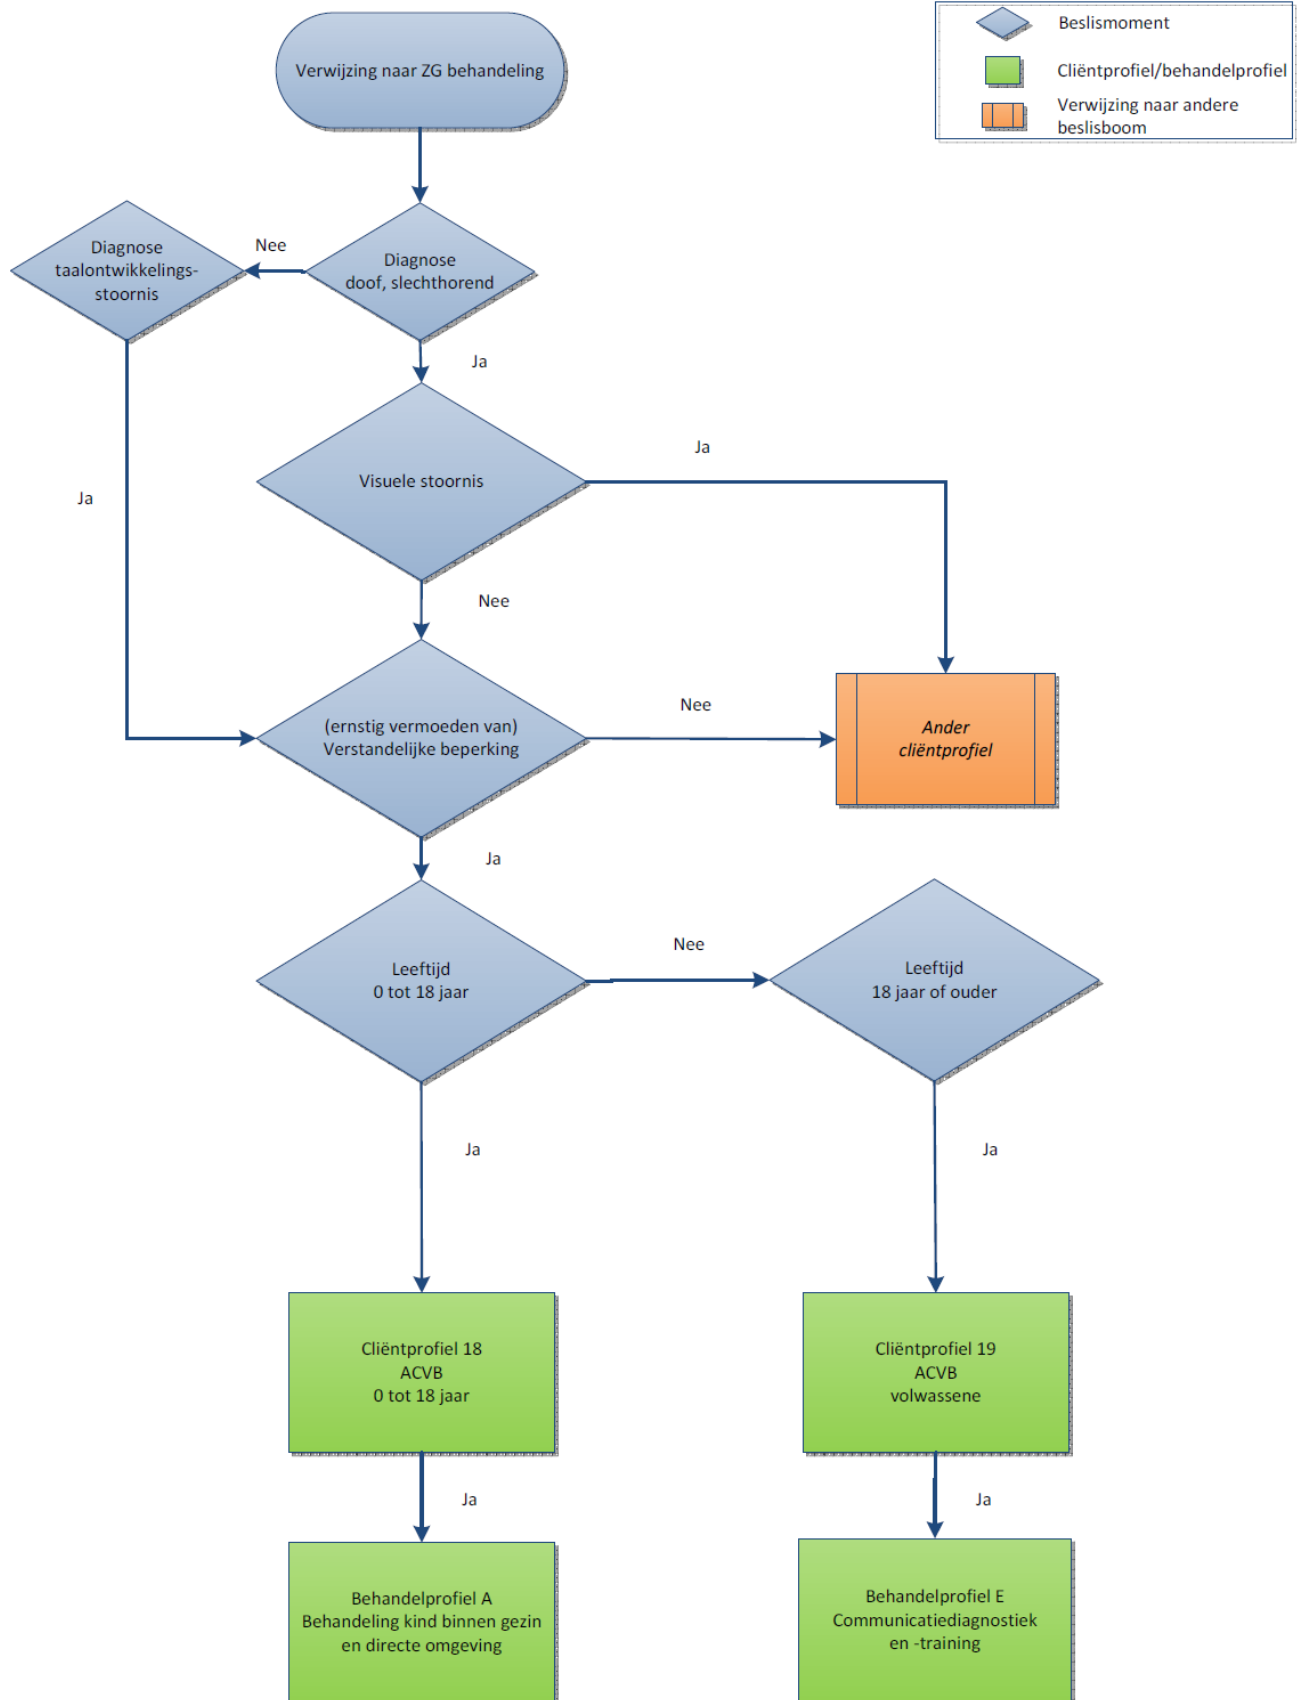 Verwijzing naar ZG behandeling
Beslismoment
Cliëntprofiel/behandelprofiel
Verwijzing naar andere
beslisboom
Diagnose
taalontwikkelings-
stoornis
Nee
Diagnose
doof, slechthorend
Ja
Ja
Visuele stoornis
Ja
Nee
(ernstig vermoeden van)
Verstandelijke beperking
Nee
Ander
cliëntprofiel
Ja
Leeftijd
0 tot 18 jaar
Nee
Leeftijd
18 jaar of ouder
Ja
Ja
Cliëntprofiel 18
ACVB
0 tot 18 jaar
Cliëntprofiel 19
ACVB
volwassene
Ja
Ja
Behandelprofiel A
Behandeling kind binnen gezin
en directe omgeving
Behandelprofiel E
Communicatiediagnostiek
en -training